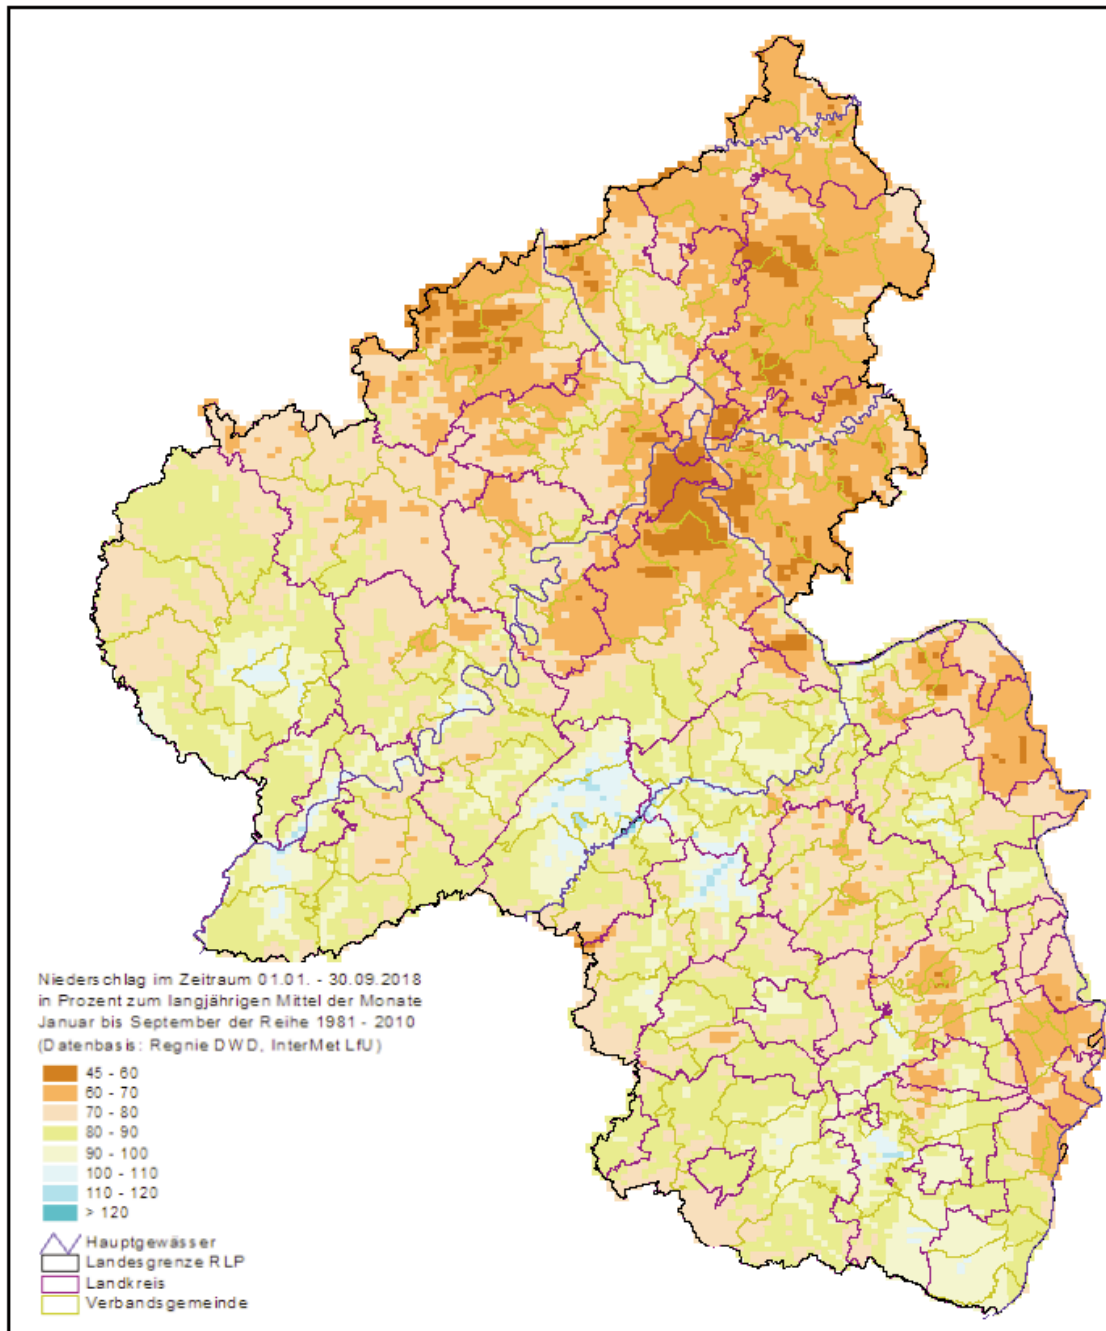 Niederschlag im Zeitraum 01.01. - 30.09.2018
in Prozent zum langjährigen Mittel der Monate
Januar bis September der Reihe 1981 - 2010
(Datenbasis: Regnie DWD, InterMet LfU)
45 - 60
60 - 70
70 - 80
80 - 90
90 - 100
100 - 110
110 - 120
> 120
Hauptgewässer
Landesgrenze RLP
Landkreis
Verbandsgemeinde